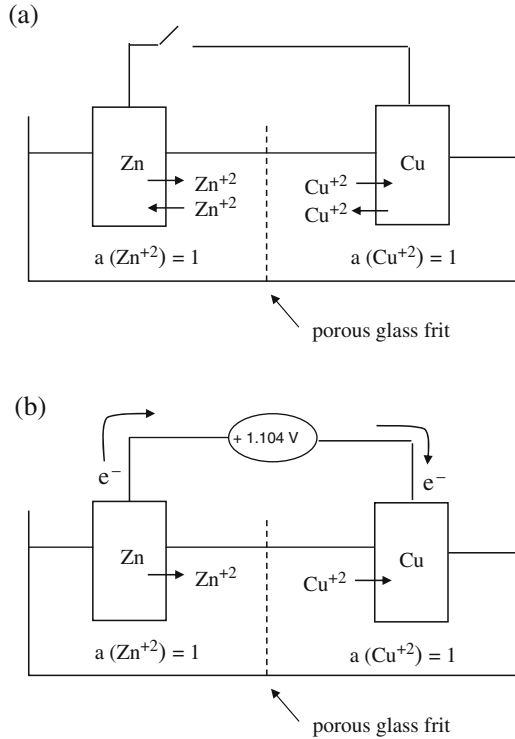 (a)
Zn
Zn⁺²
Zn⁺²
Cu⁺²
Cu⁺²
Cu
a (Zn⁺²) = 1
a (Cu⁺²) = 1
porous glass frit
(b)
+ 1.104 V
e⁻
e⁻
Zn
Zn⁺²
Cu⁺²
Cu
a (Zn⁺²) = 1
a (Cu⁺²) = 1
porous glass frit